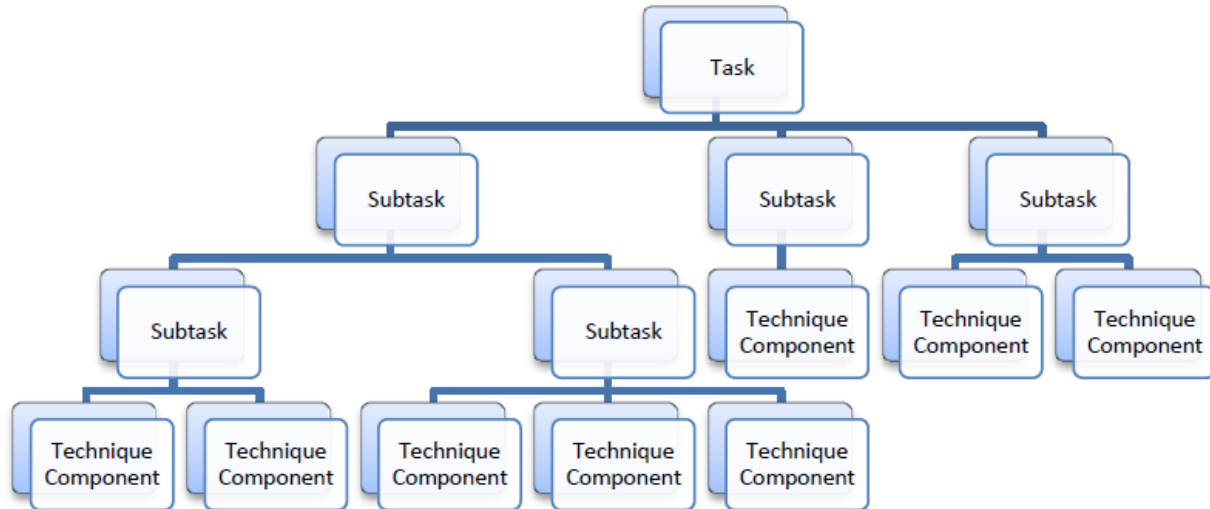 Task
Subtask
Subtask
Subtask
Subtask
Subtask
Technique
Component
Technique
Component
Technique
Component
Technique
Component
Technique
Component
Technique
Component
Technique
Component
Technique
Component